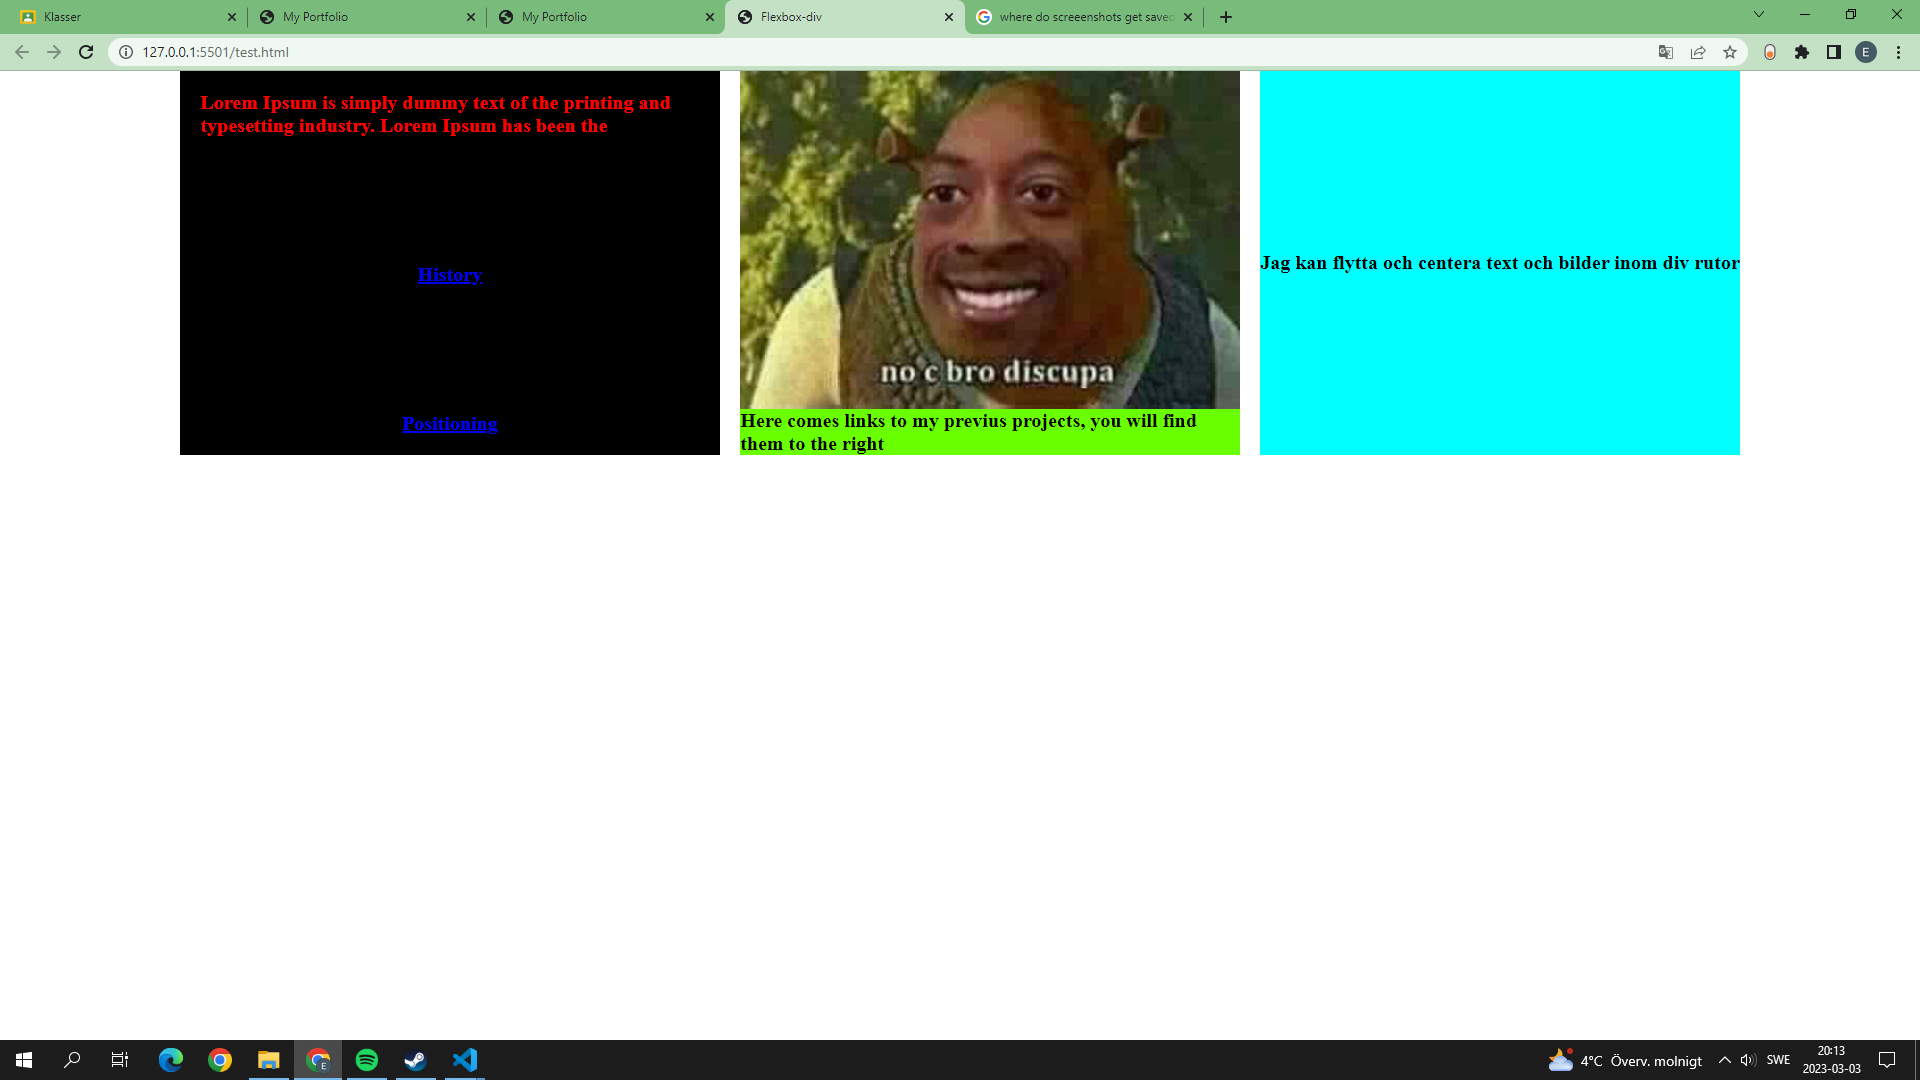 Klasser
My Portfolio
My Portfolio
Flexbox-div
where do screeenshots get saved
127.0.0.1:5501/test.html
E
Lorem Ipsum is simply dummy text of the printing and
typesetting industry. Lorem Ipsum has been the
History
Positioning
no c bro discupa
Here comes links to my previus projects, you will find
them to the right
Jag kan flytta och centera text och bilder inom div rutor
E
4°C Överv. molnigt
SWE
20:13
2023-03-03